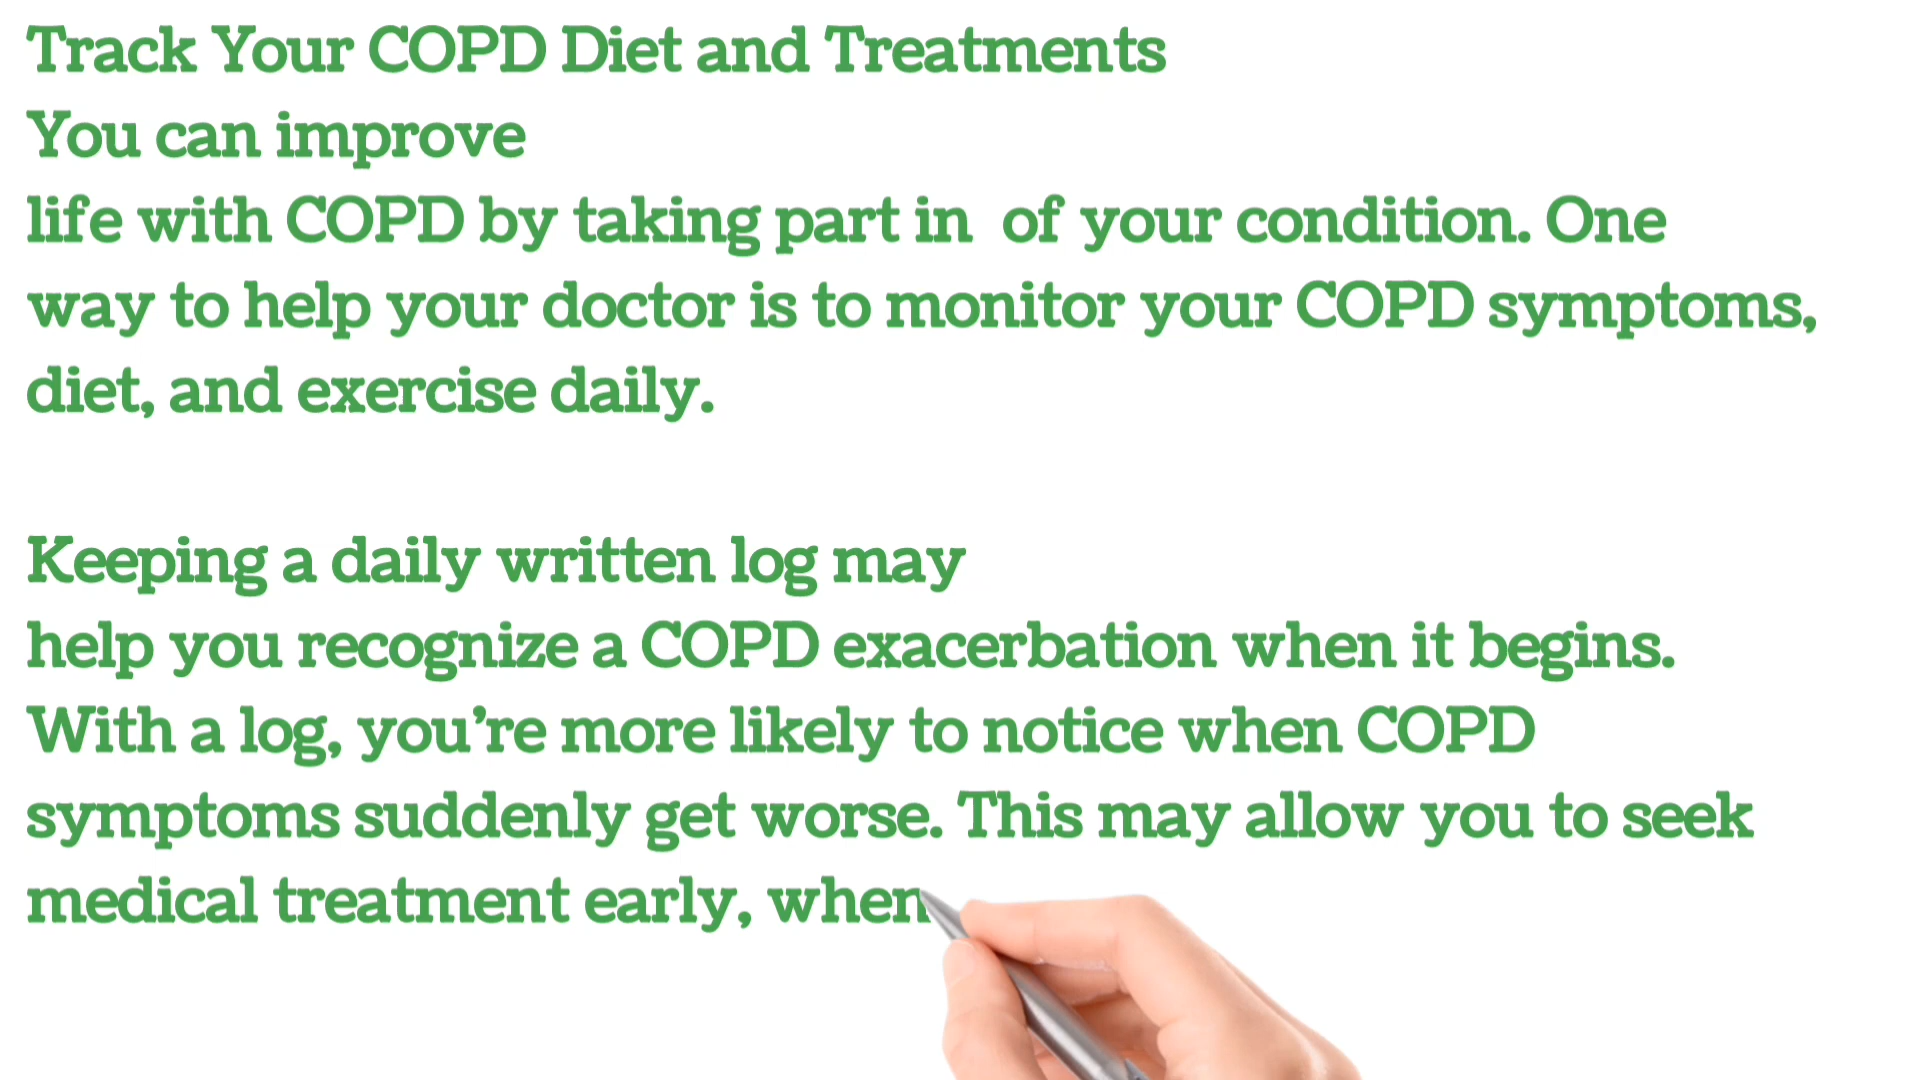 Track Your COPD Diet and Treatments
You can improve
life with COPD by taking part in  of your condition. One
way to help your doctor is to monitor your COPD symptoms,
diet, and exercise daily.
Keeping a daily written log may
help you recognize a COPD exacerbation when it begins.
With a log, you’re more likely to notice when COPD
symptoms suddenly get worse. This may allow you to seek
medical treatment early, when